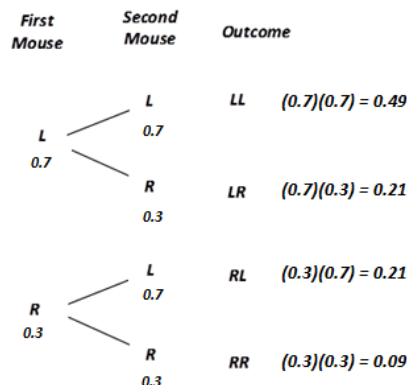 First Mouse
Second Mouse
Outcome
L
0.7
L
0.7
LL (0.7)(0.7) = 0.49
R
0.3
LR (0.7)(0.3) = 0.21
R
0.3
L
0.7
RL (0.3)(0.7) = 0.21
R
0.3
RR (0.3)(0.3) = 0.09